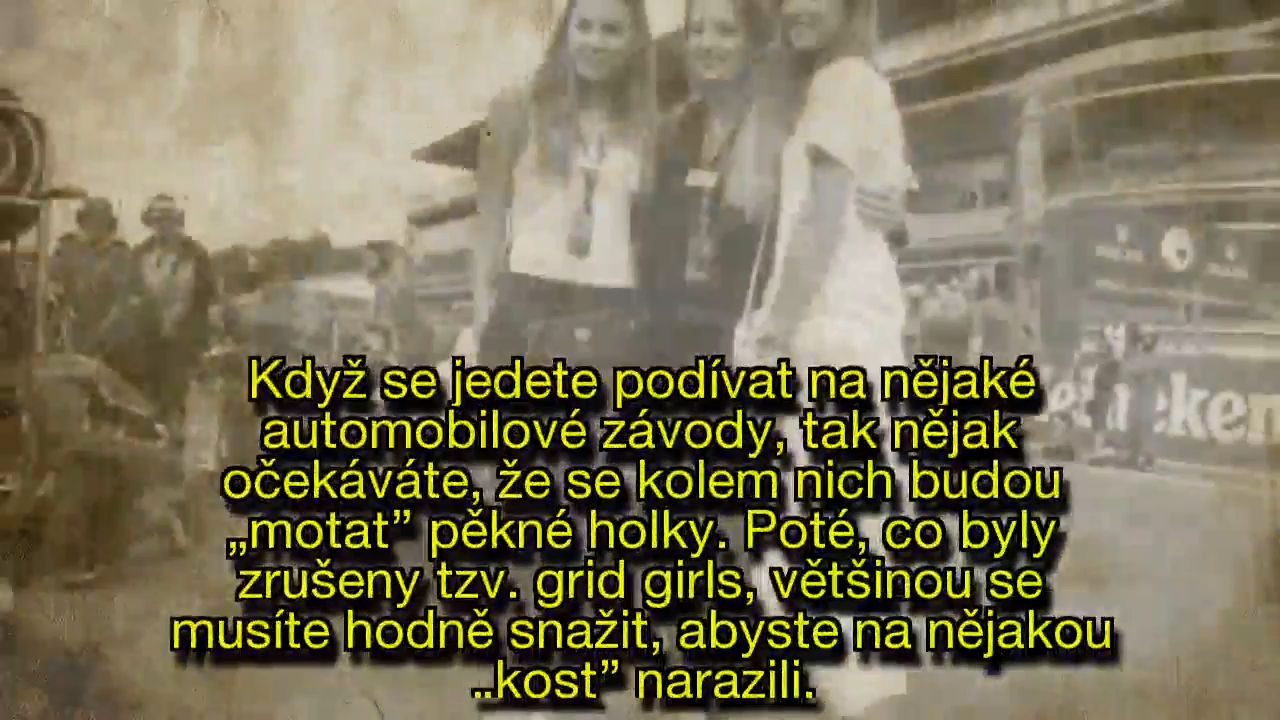 Když se jedete podívat na nějaké
automobilové závody, tak nějak
očekáváte, že se kolem nich budou
„motat” pěkné holky. Poté, co byly
zrušeny tzv. grid girls, většinou se
musíte hodně snažit, abyste na nějakou
„kost” narazili.